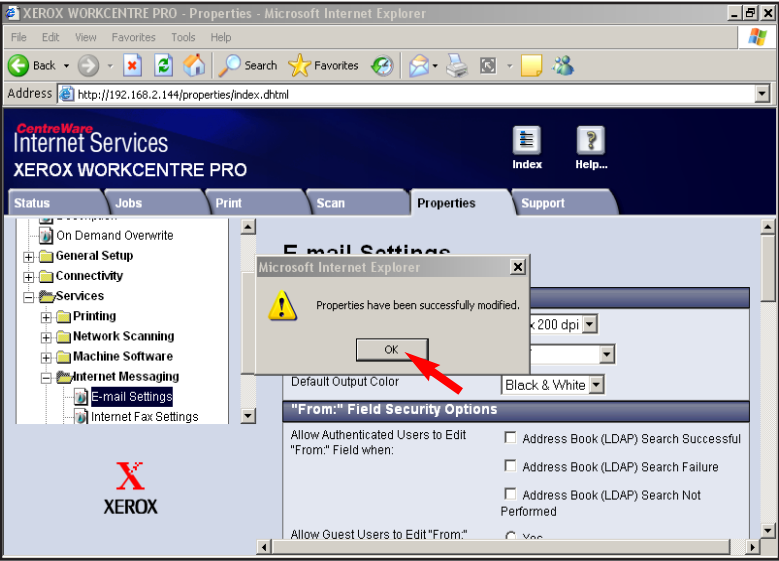 XEROX WORKCENTRE PRO - Properties - Microsoft Internet Explorer
File Edit View Favorites Tools Help
Back Search Favorites
Address http://192.168.2.144/properties/index.dhtml
CentreWare
Internet Services
XEROX WORKCENTRE PRO
Index Help...
Status Jobs Print Scan Properties Support
On Demand Overwrite
General Setup
Connectivity
Services
Printing
Network Scanning
Machine Software
Internet Messaging
E-mail Settings
Internet Fax Settings
XEROX
E-mail Settings
Microsoft Internet Explorer
Properties have been successfully modified.
OK
x 200 dpi
Default Output Color Black & White
"From:" Field Security Options
Allow Authenticated Users to Edit
"From:" Field when:
Address Book (LDAP) Search Successful
Address Book (LDAP) Search Failure
Address Book (LDAP) Search Not
Performed
Allow Guest Users to Edit "From:"
Yes